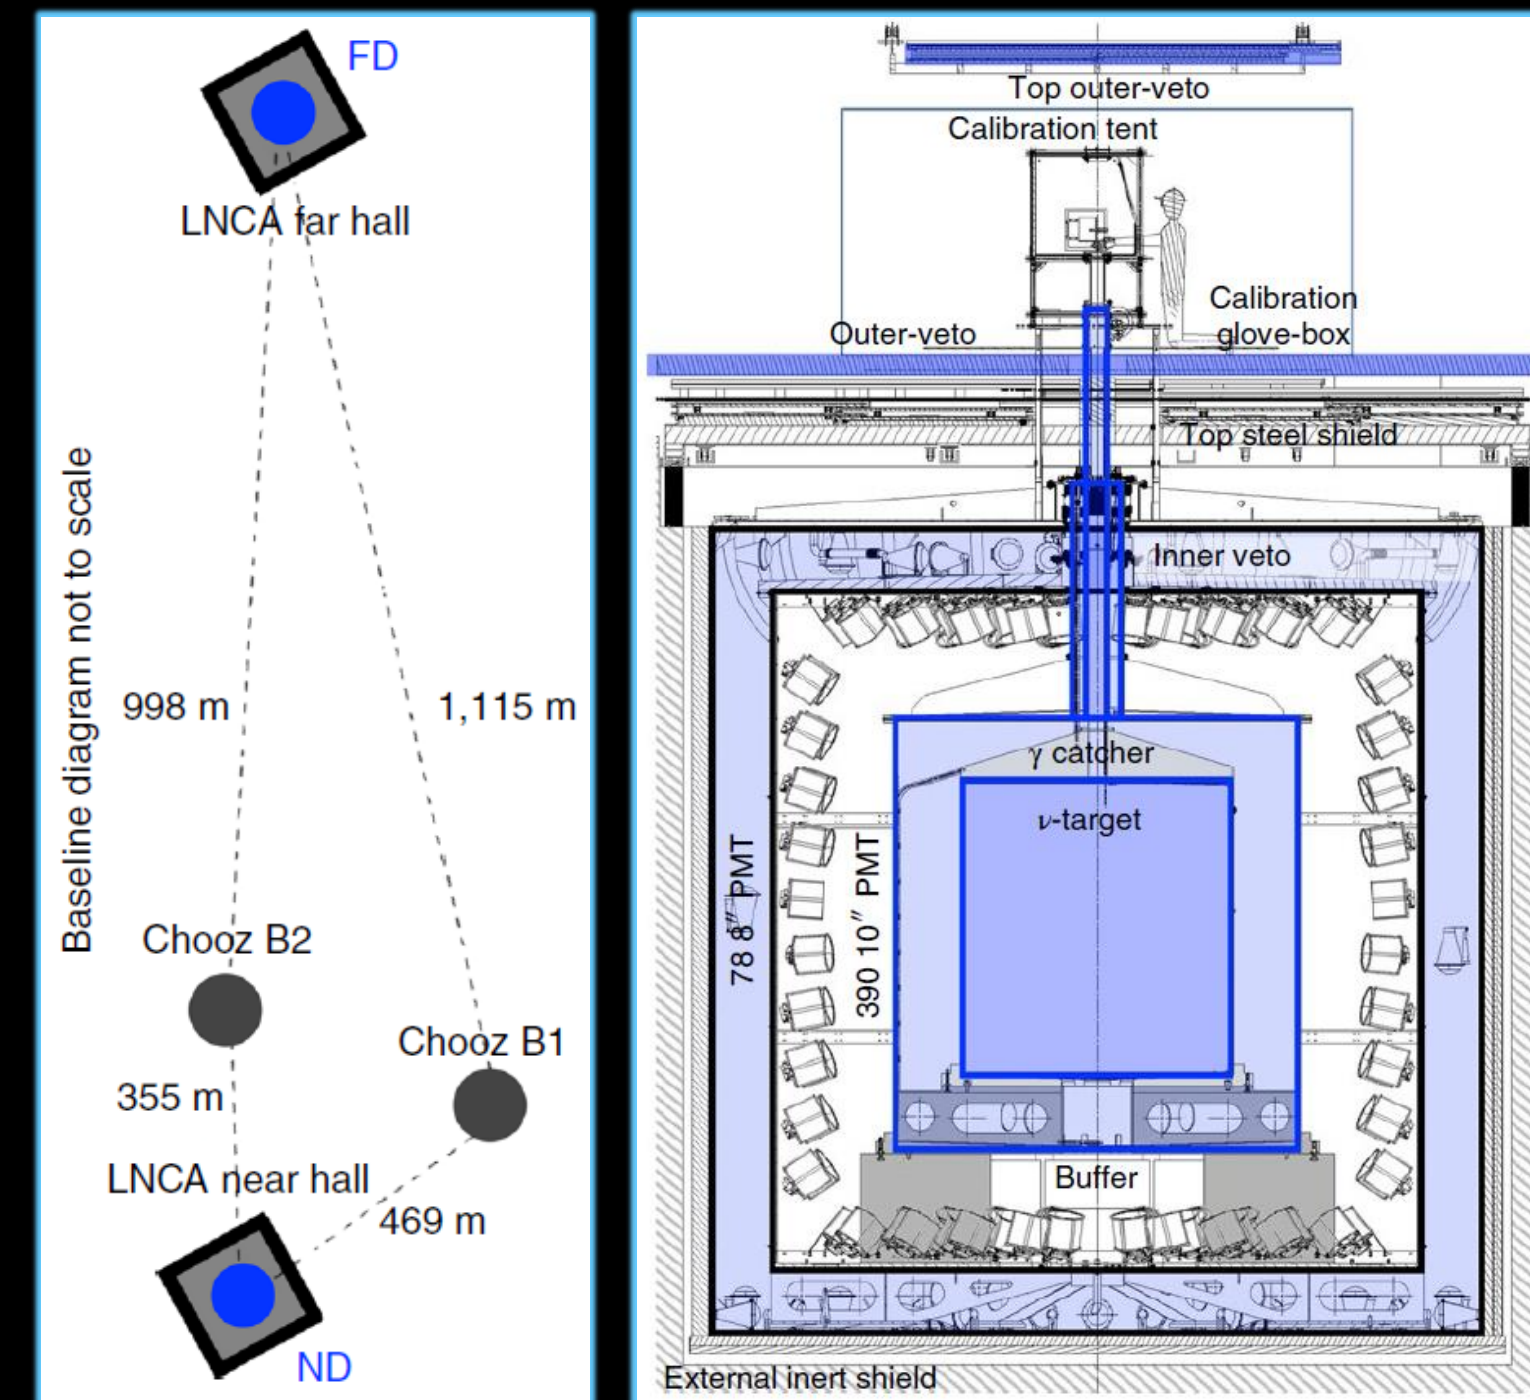 FD
LNCA far hall
Baseline diagram not to scale
998 m
1,115 m
Chooz B2
Chooz B1
355 m
LNCA near hall
469 m
ND
Top outer-veto
Calibration tent
Calibration
glove-box
Outer-veto
Top steel shield
Inner veto
γ catcher
ν-target
78 8″ PMT
390 10″ PMT
Buffer
External inert shield